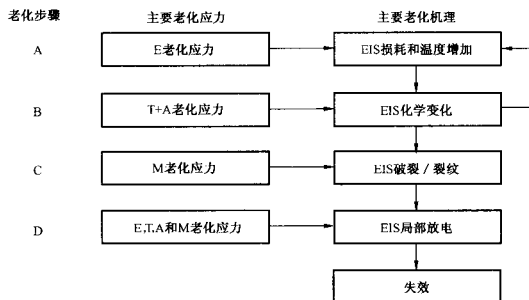 老化步骤 主要老化应力 主要老化机理
A E老化应力 EIS损耗和温度增加
B T+A老化应力 EIS化学变化
C M老化应力 EIS破裂/裂纹
D E,T,A和M老化应力 EIS局部放电
失效